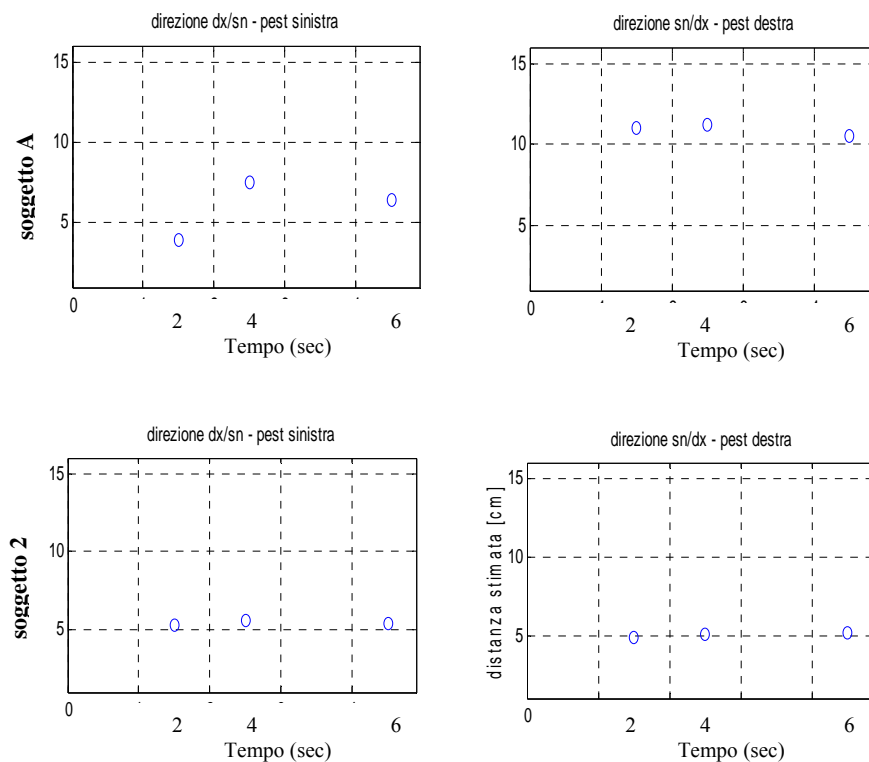 direzione dx/sn - pest sinistra
15
10
5
0
soggetto A
2 4 6
Tempo (sec)
direzione sn/dx - pest destra
15
10
5
0
2 4 6
Tempo (sec)
direzione dx/sn - pest sinistra
15
10
5
0
soggetto 2
2 4 6
Tempo (sec)
direzione sn/dx - pest destra
15
10
5
0
distanza stimata [cm]
2 4 6
Tempo (sec)